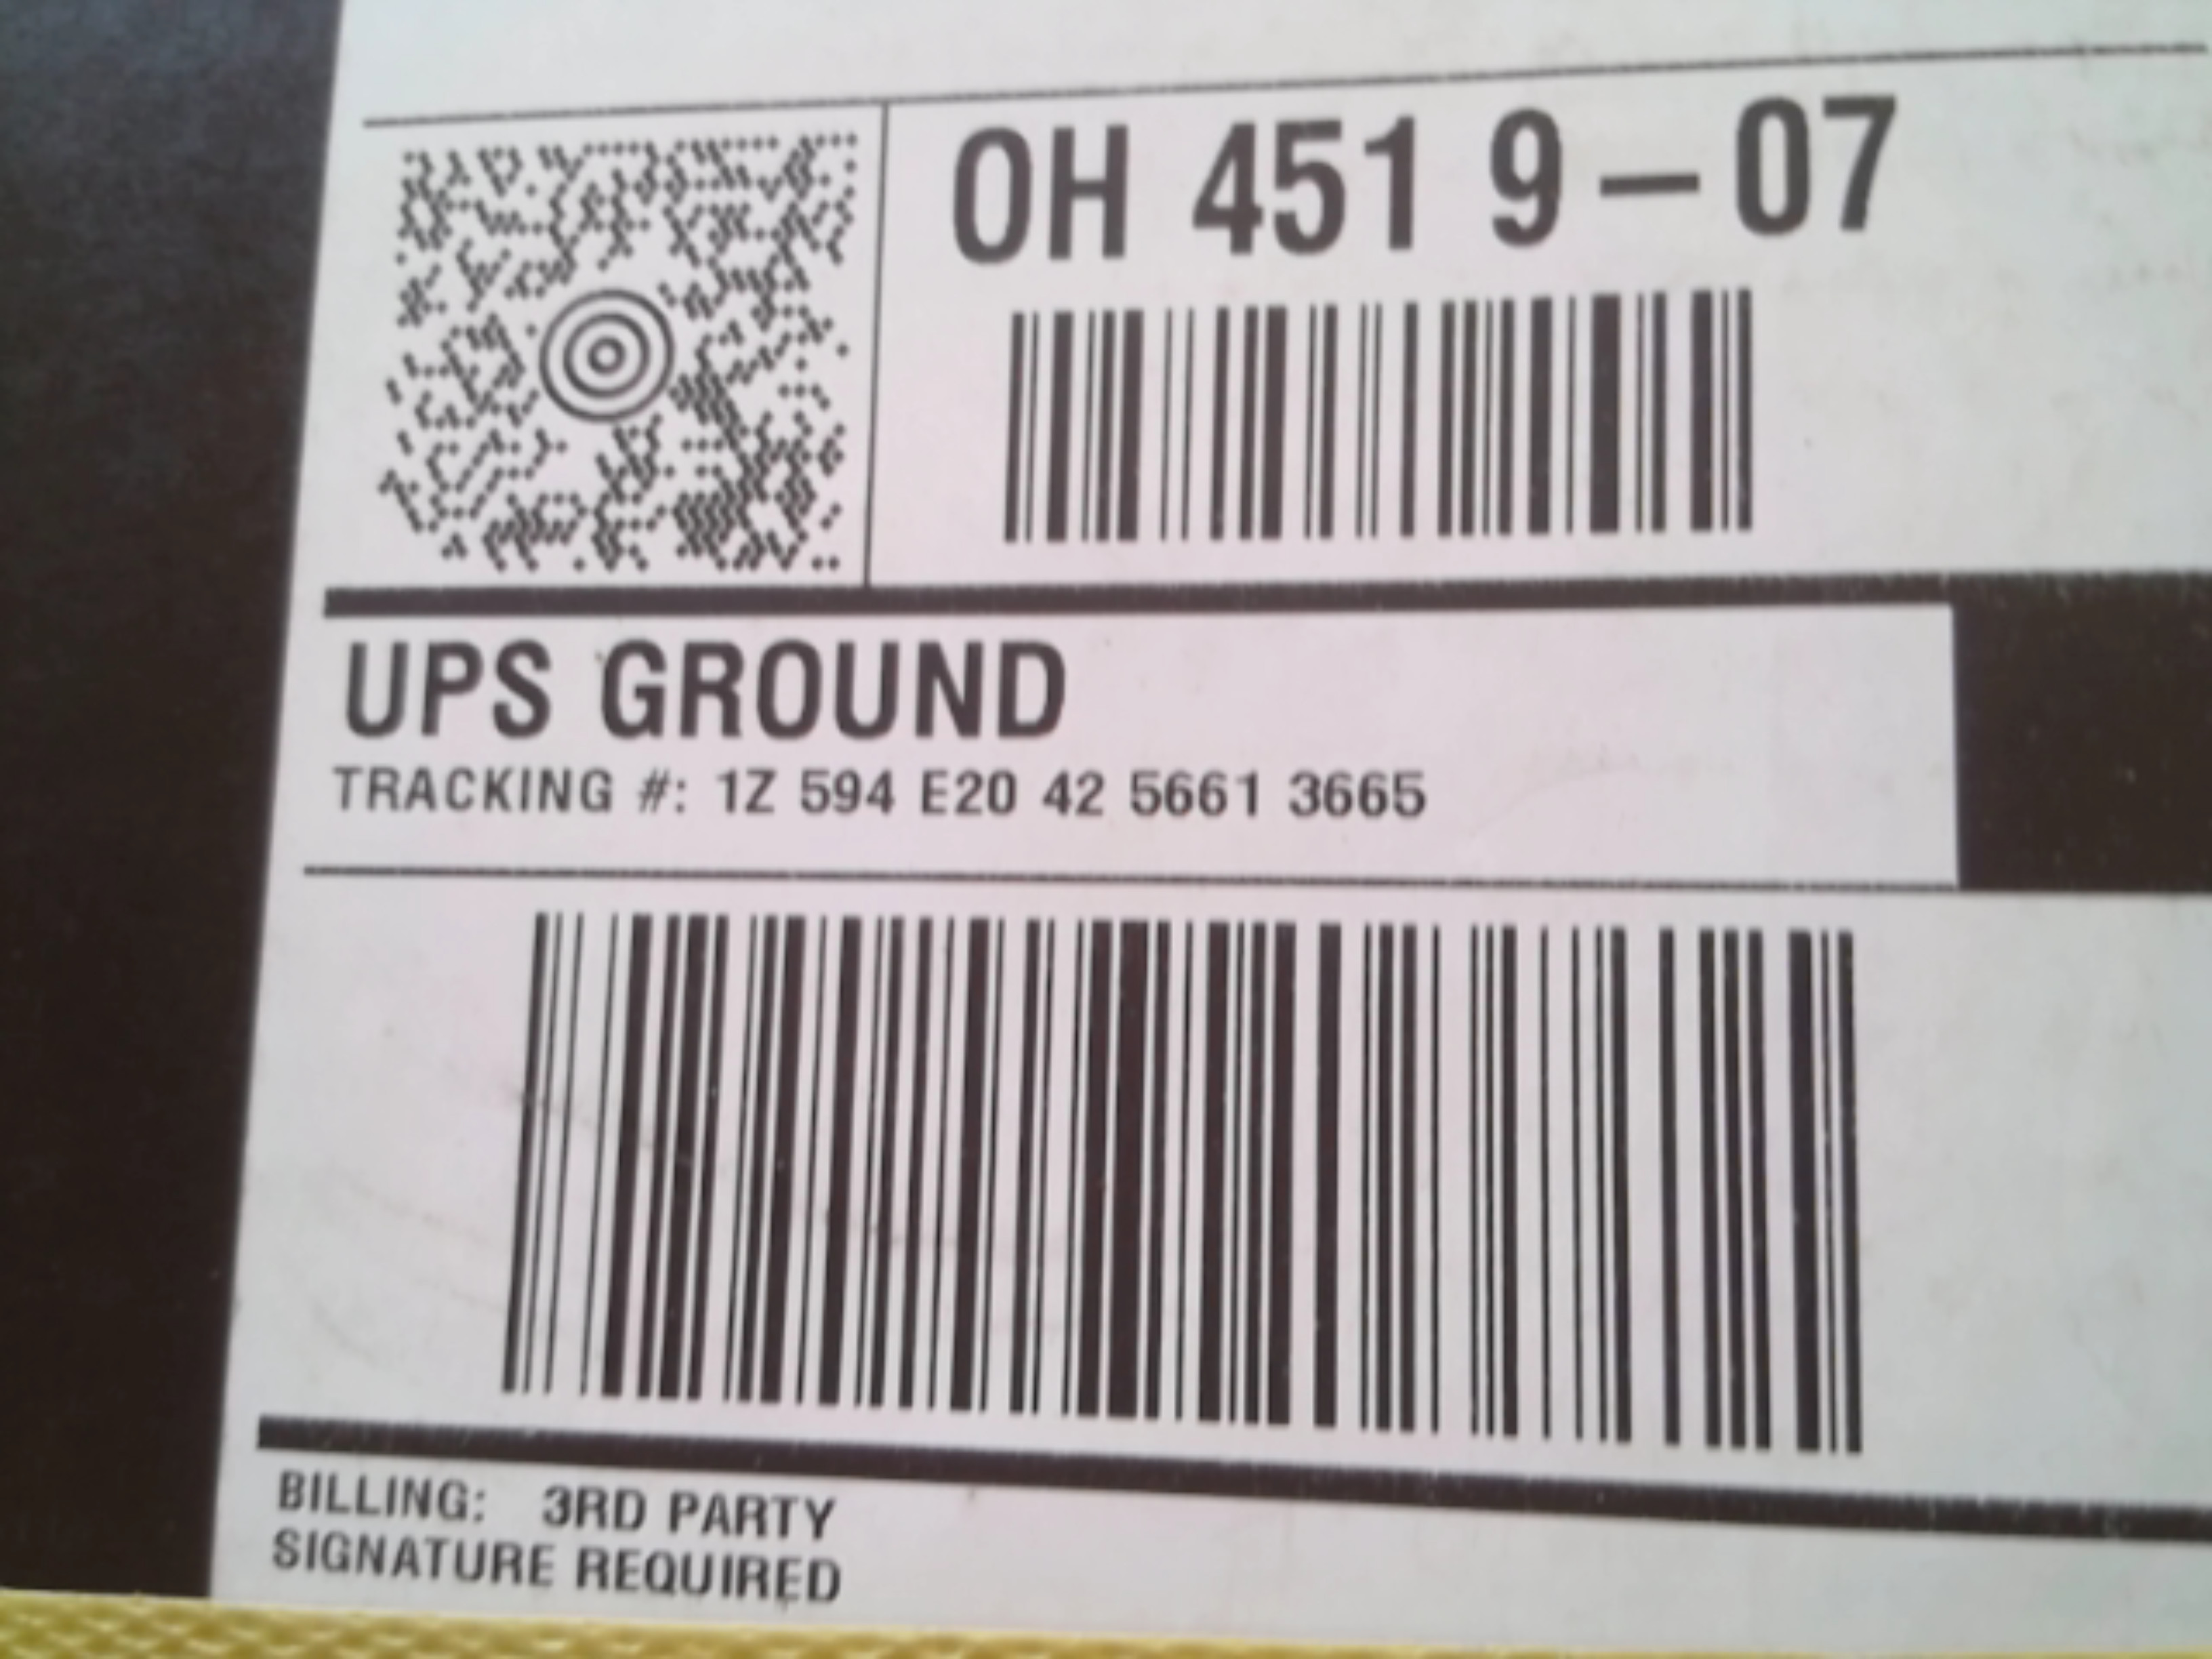 OH 451 9-07
UPS GROUND
TRACKING #: 1Z 594 E20 42 5661 3665
BILLING: 3RD PARTY
SIGNATURE REQUIRED